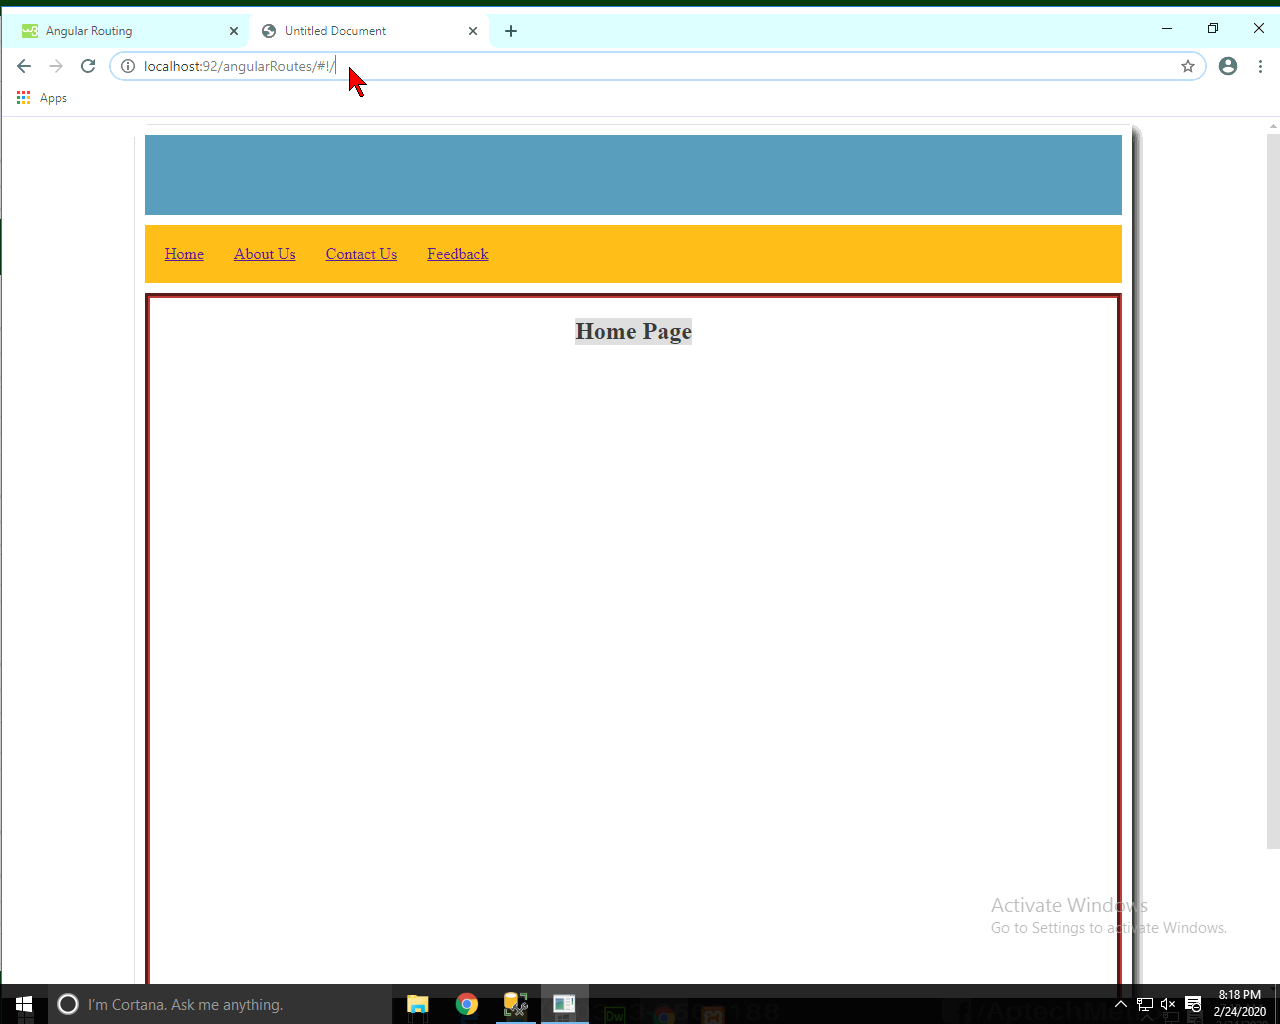 Angular Routing
Untitled Document
localhost:92/angularRoutes/#!/
Apps
Home About Us Contact Us Feedback
Home Page
Activate Windows
Go to Settings to activate Windows.
I'm Cortana. Ask me anything.
8:18 PM
2/24/2020